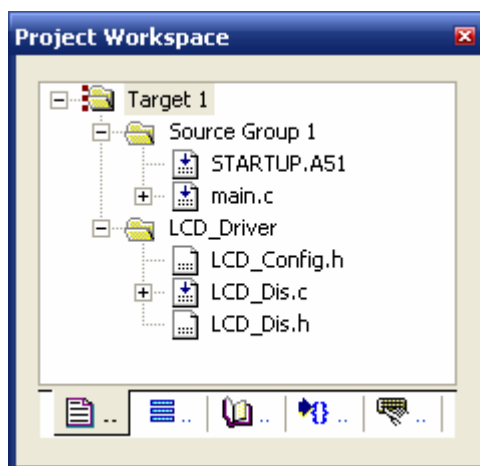 Project Workspace
Target 1
Source Group 1
STARTUP.A51
main.c
LCD_Driver
LCD_Config.h
LCD_Dis.c
LCD_Dis.h
.. .. .. {} .. ..